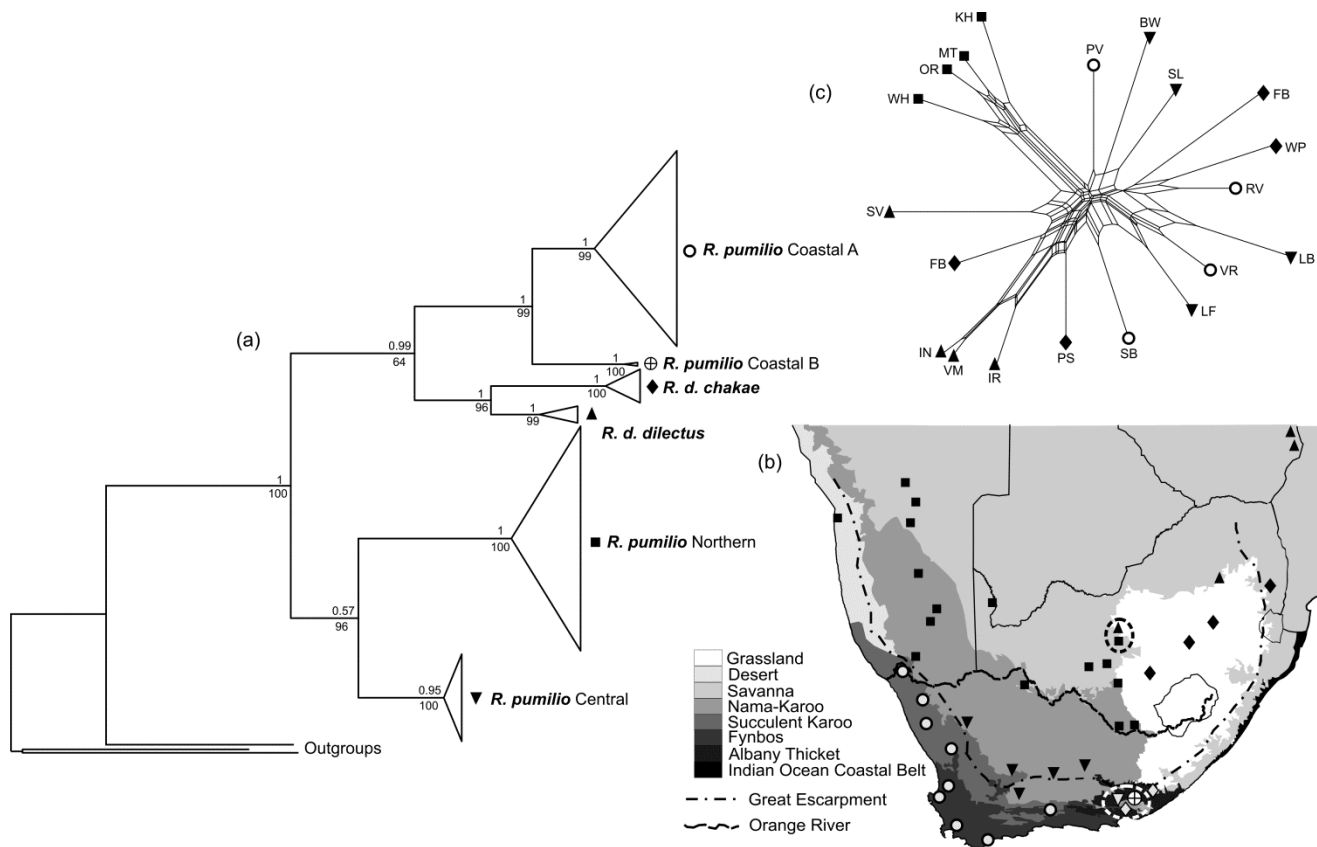 (a)
1
99
R. pumilio Coastal A
1
99
0.99
64
1
100
R. pumilio Coastal B
1
100
R. d. chakae
1
96
1
99
R. d. dilectus
1
100
1
100
R. pumilio Northern
0.57
96
0.95
100
R. pumilio Central
Outgroups
(c)
KH
MT
OR
WH
PV
BW
SL
FB
WP
RV
SV
FB
LB
VR
LF
IN
VM
IR
PS
SB
(b)
Grassland
Desert
Savanna
Nama-Karoo
Succulent Karoo
Fynbos
Albany Thicket
Indian Ocean Coastal Belt
Great Escarpment
Orange River